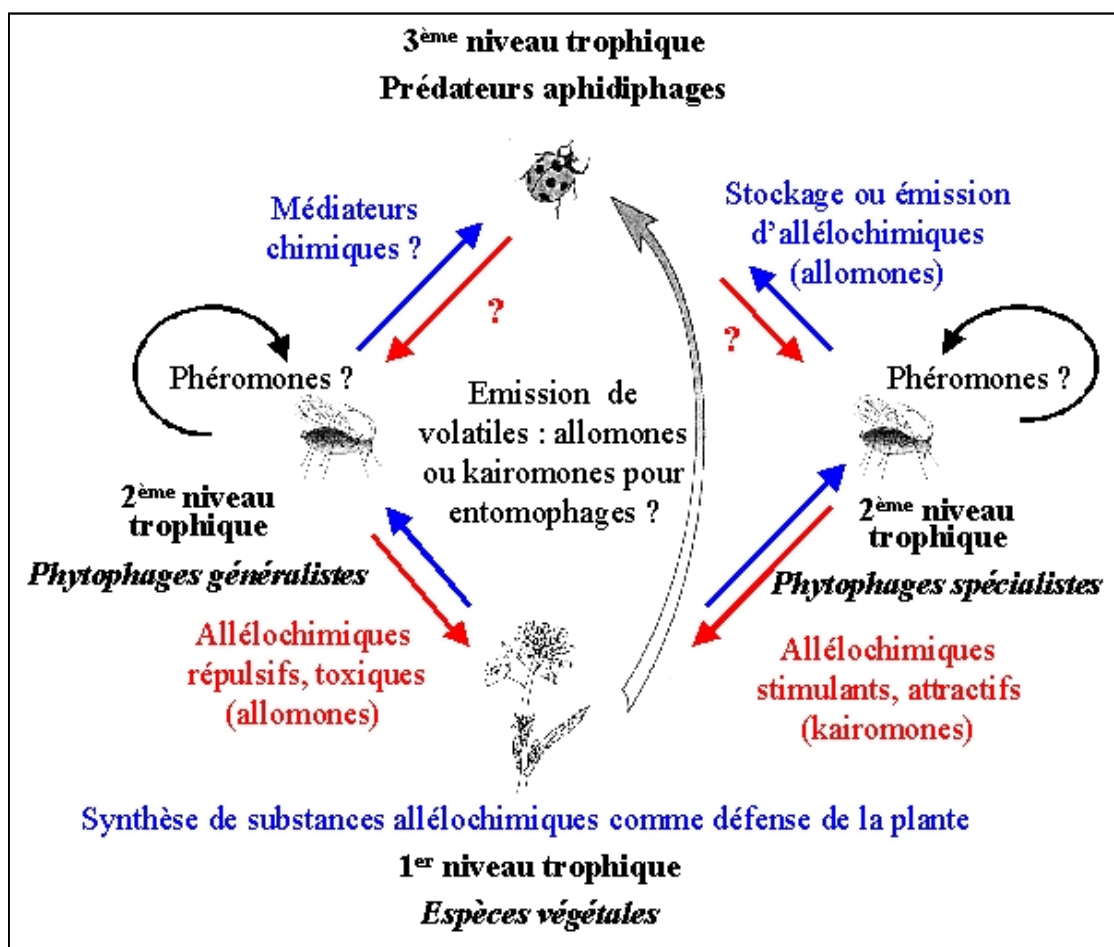 3ème niveau trophique
Prédateurs aphidiphages
Médiateurs
chimiques ?
Stockage ou émission
d'allélochimiques
(allomones)
?
?
Phéromones ?
Phéromones ?
Emission de
volatiles : allomones
ou kairomones pour
entomophages ?
2ème niveau
trophique
Phytophages généralistes
2ème niveau
trophique
Phytophages spécialistes
Allélochimiques
répulsifs, toxiques
(allomones)
Allélochimiques
stimulants, attractifs
(kairomones)
Synthèse de substances allélochimiques comme défense de la plante
1er niveau trophique
Espèces végétales